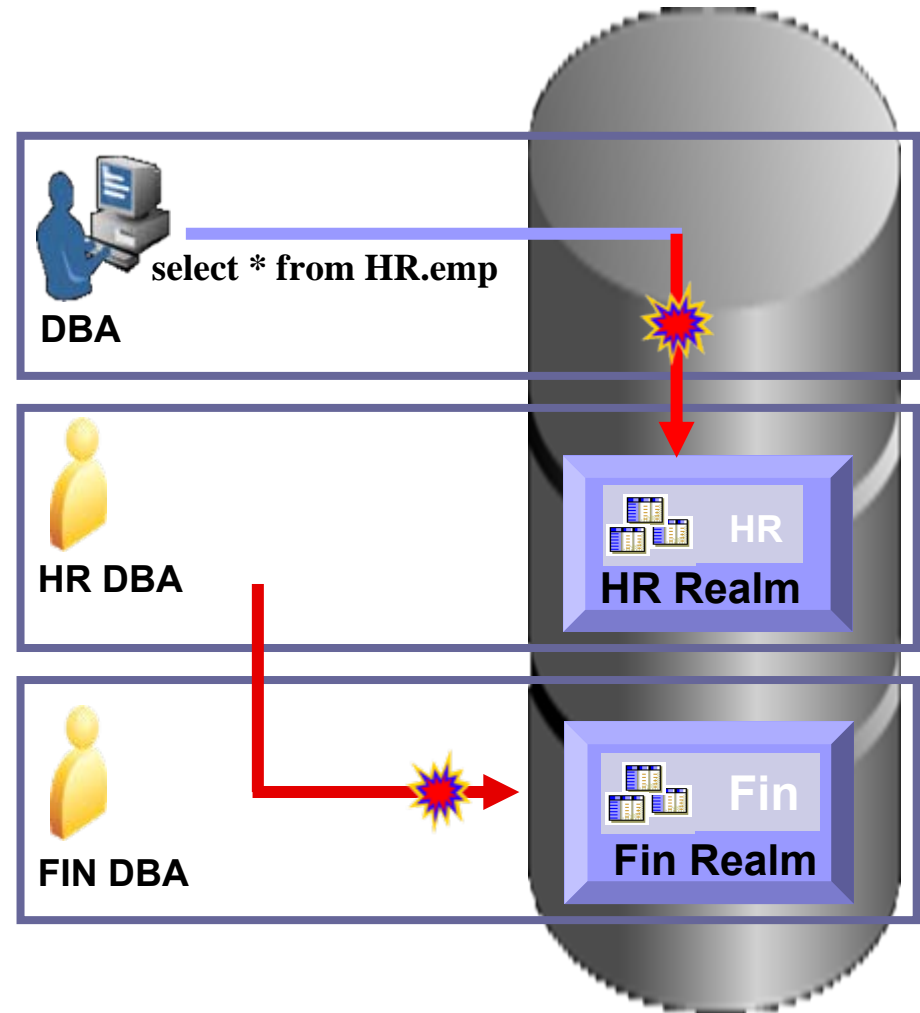 select * from HR.emp
DBA
HR
HR DBA
HR Realm
Fin
FIN DBA
Fin Realm